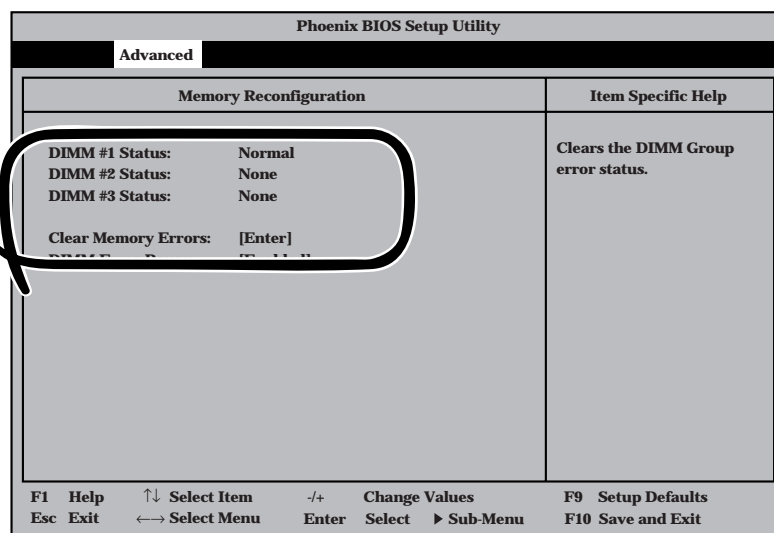 Phoenix BIOS Setup Utility
Advanced
Memory Reconfiguration
Item Specific Help
DIMM #1 Status: Normal
DIMM #2 Status: None
DIMM #3 Status: None
Clear Memory Errors: [Enter]
Clears the DIMM Group
error status.
F1 Help ↑↓ Select Item -/+ Change Values F9 Setup Defaults
Esc Exit ←→ Select Menu Enter Select ▶ Sub-Menu F10 Save and Exit